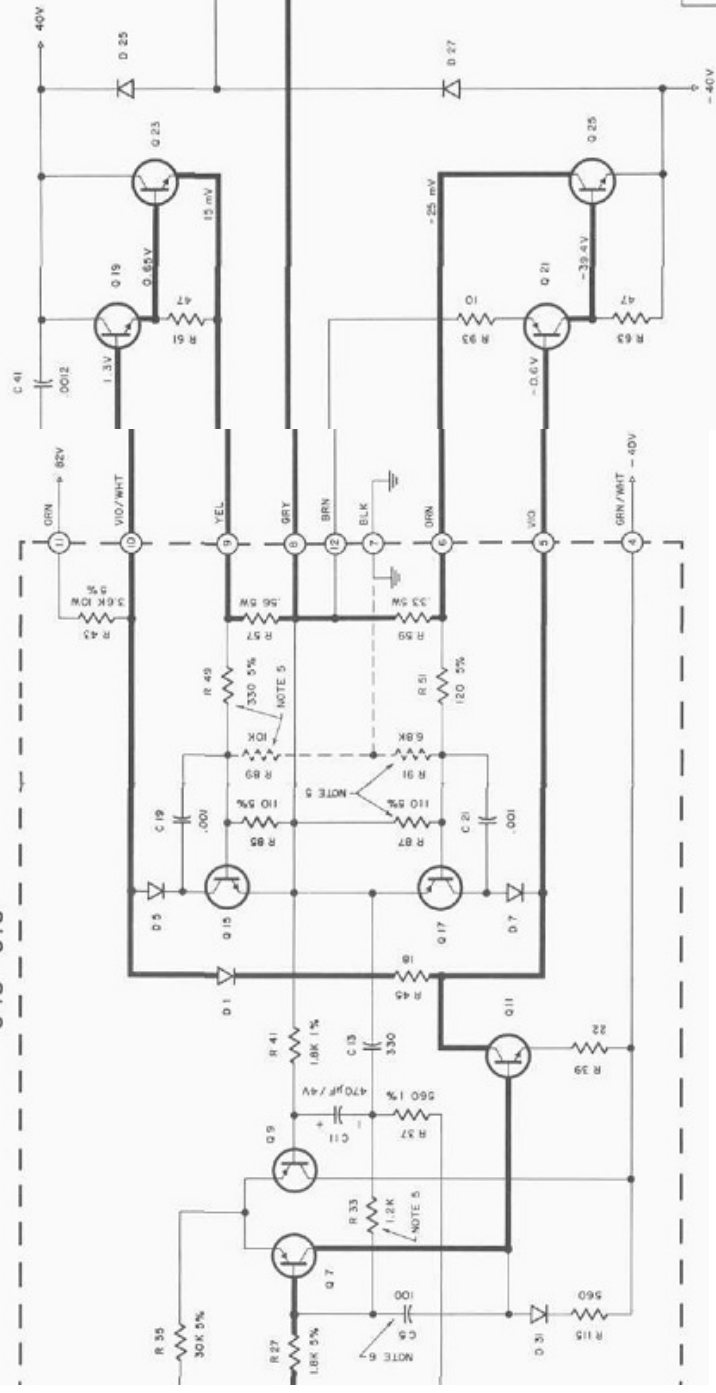 40V
D 25
D 27
-40V
Q 23
Q 25
15 mV
-25 mV
0.65V
-39.4V
Q 19
Q 21
47
R 61
10
R 93
47
R 63
C 41
.0012
1.3V
-0.6V
82V
-40V
ORN
VIO/WHT
YEL
GRY
BRN
BLK
ORN
VIO
GRN/WHT
11
10
9
8
12
7
6
5
4
3.6K 10W
5%
R 43
.56 5W
R 57
.33 5W
R 59
R 49
330 5%
NOTE 5
R 51
120 5%
10K
R 89
6.8K
R 91
NOTE 5
C 19
.001
110 5%
R 85
110 5%
R 87
C 21
.001
D 5
Q 15
Q 17
D 7
D 1
18
R 45
Q 11
R 41
1.8K 1%
C 13
330
22
R 39
470µF/4V
+
C 11
560 1%
R 37
Q 9
R 33
1.2K
NOTE 5
Q 7
R 35
30K 5%
R 27
1.8K 5%
100
C 5
NOTE 6
D 31
560
R 115